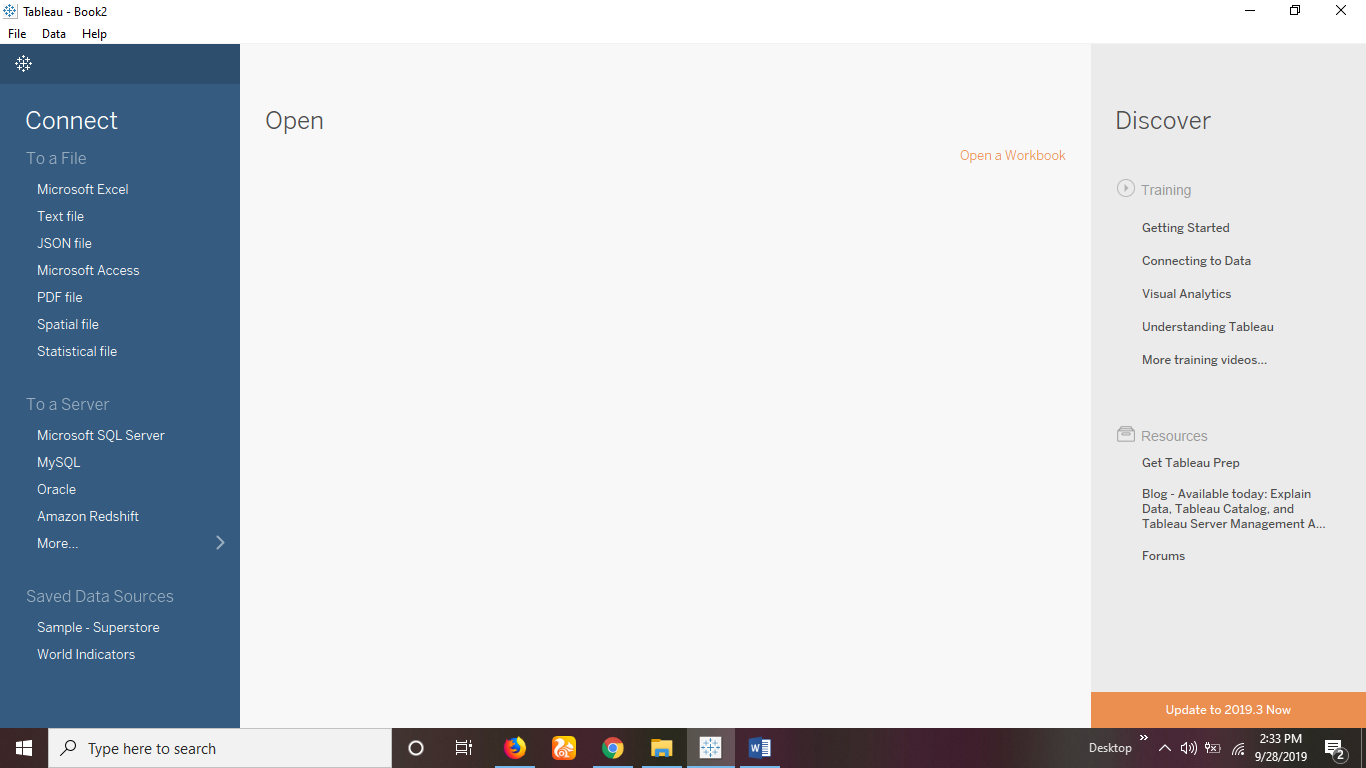 Tableau - Book2
File Data Help
Connect
To a File
Microsoft Excel
Text file
JSON file
Microsoft Access
PDF file
Spatial file
Statistical file
To a Server
Microsoft SQL Server
MySQL
Oracle
Amazon Redshift
More...
Saved Data Sources
Sample - Superstore
World Indicators
Open
Open a Workbook
Discover
Training
Getting Started
Connecting to Data
Visual Analytics
Understanding Tableau
More training videos...
Resources
Get Tableau Prep
Blog - Available today: Explain
Data, Tableau Catalog, and
Tableau Server Management A...
Forums
Update to 2019.3 Now
Type here to search
Desktop
2:33 PM
9/28/2019
2